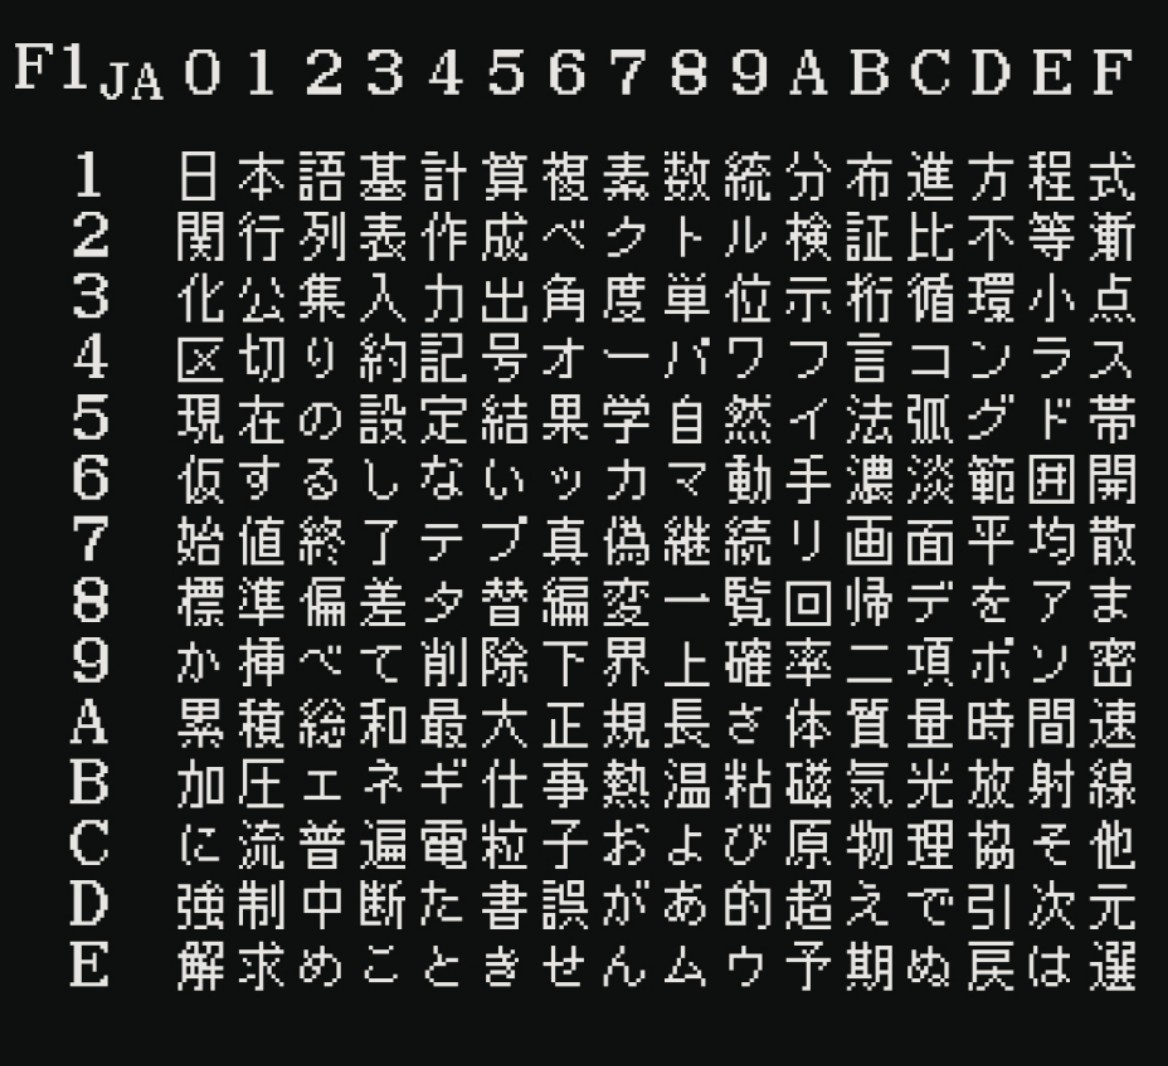 F1JA 0 1 2 3 4 5 6 7 8 9 A B C D E F
1 日 本 語 基 計 算 複 素 数 統 分 布 進 方 程 式
2 関 行 列 表 作 成 ベ ク ト ル 検 証 比 不 等 漸
3 化 公 集 入 力 出 角 度 単 位 示 桁 循 環 小 点
4 区 切 り 約 記 号 オ ー バ ワ フ 言 コ ン ラ ス
5 現 在 の 設 定 結 果 学 自 然 イ 法 弧 グ ド 帯
6 仮 す る し な い ッ カ マ 動 手 濃 淡 範 囲 開
7 始 値 終 了 テ プ 真 偽 継 続 リ 画 面 平 均 散
8 標 準 偏 差 タ 替 編 変 一 覧 回 帰 デ を ア ま
9 か 挿 べ て 削 除 下 界 上 確 率 二 項 ポ ソ 密
A 累 積 総 和 最 大 正 規 長 さ 体 質 量 時 間 速
B 加 圧 エ ネ ギ 仕 事 熱 温 粘 磁 気 光 放 射 線
C に 流 普 遍 電 粒 子 お よ び 原 物 理 協 そ 他
D 強 制 中 断 た 書 誤 が あ 的 超 え で 引 次 元
E 解 求 め こ と き せ ん ム ウ 予 期 ぬ 戻 は 選